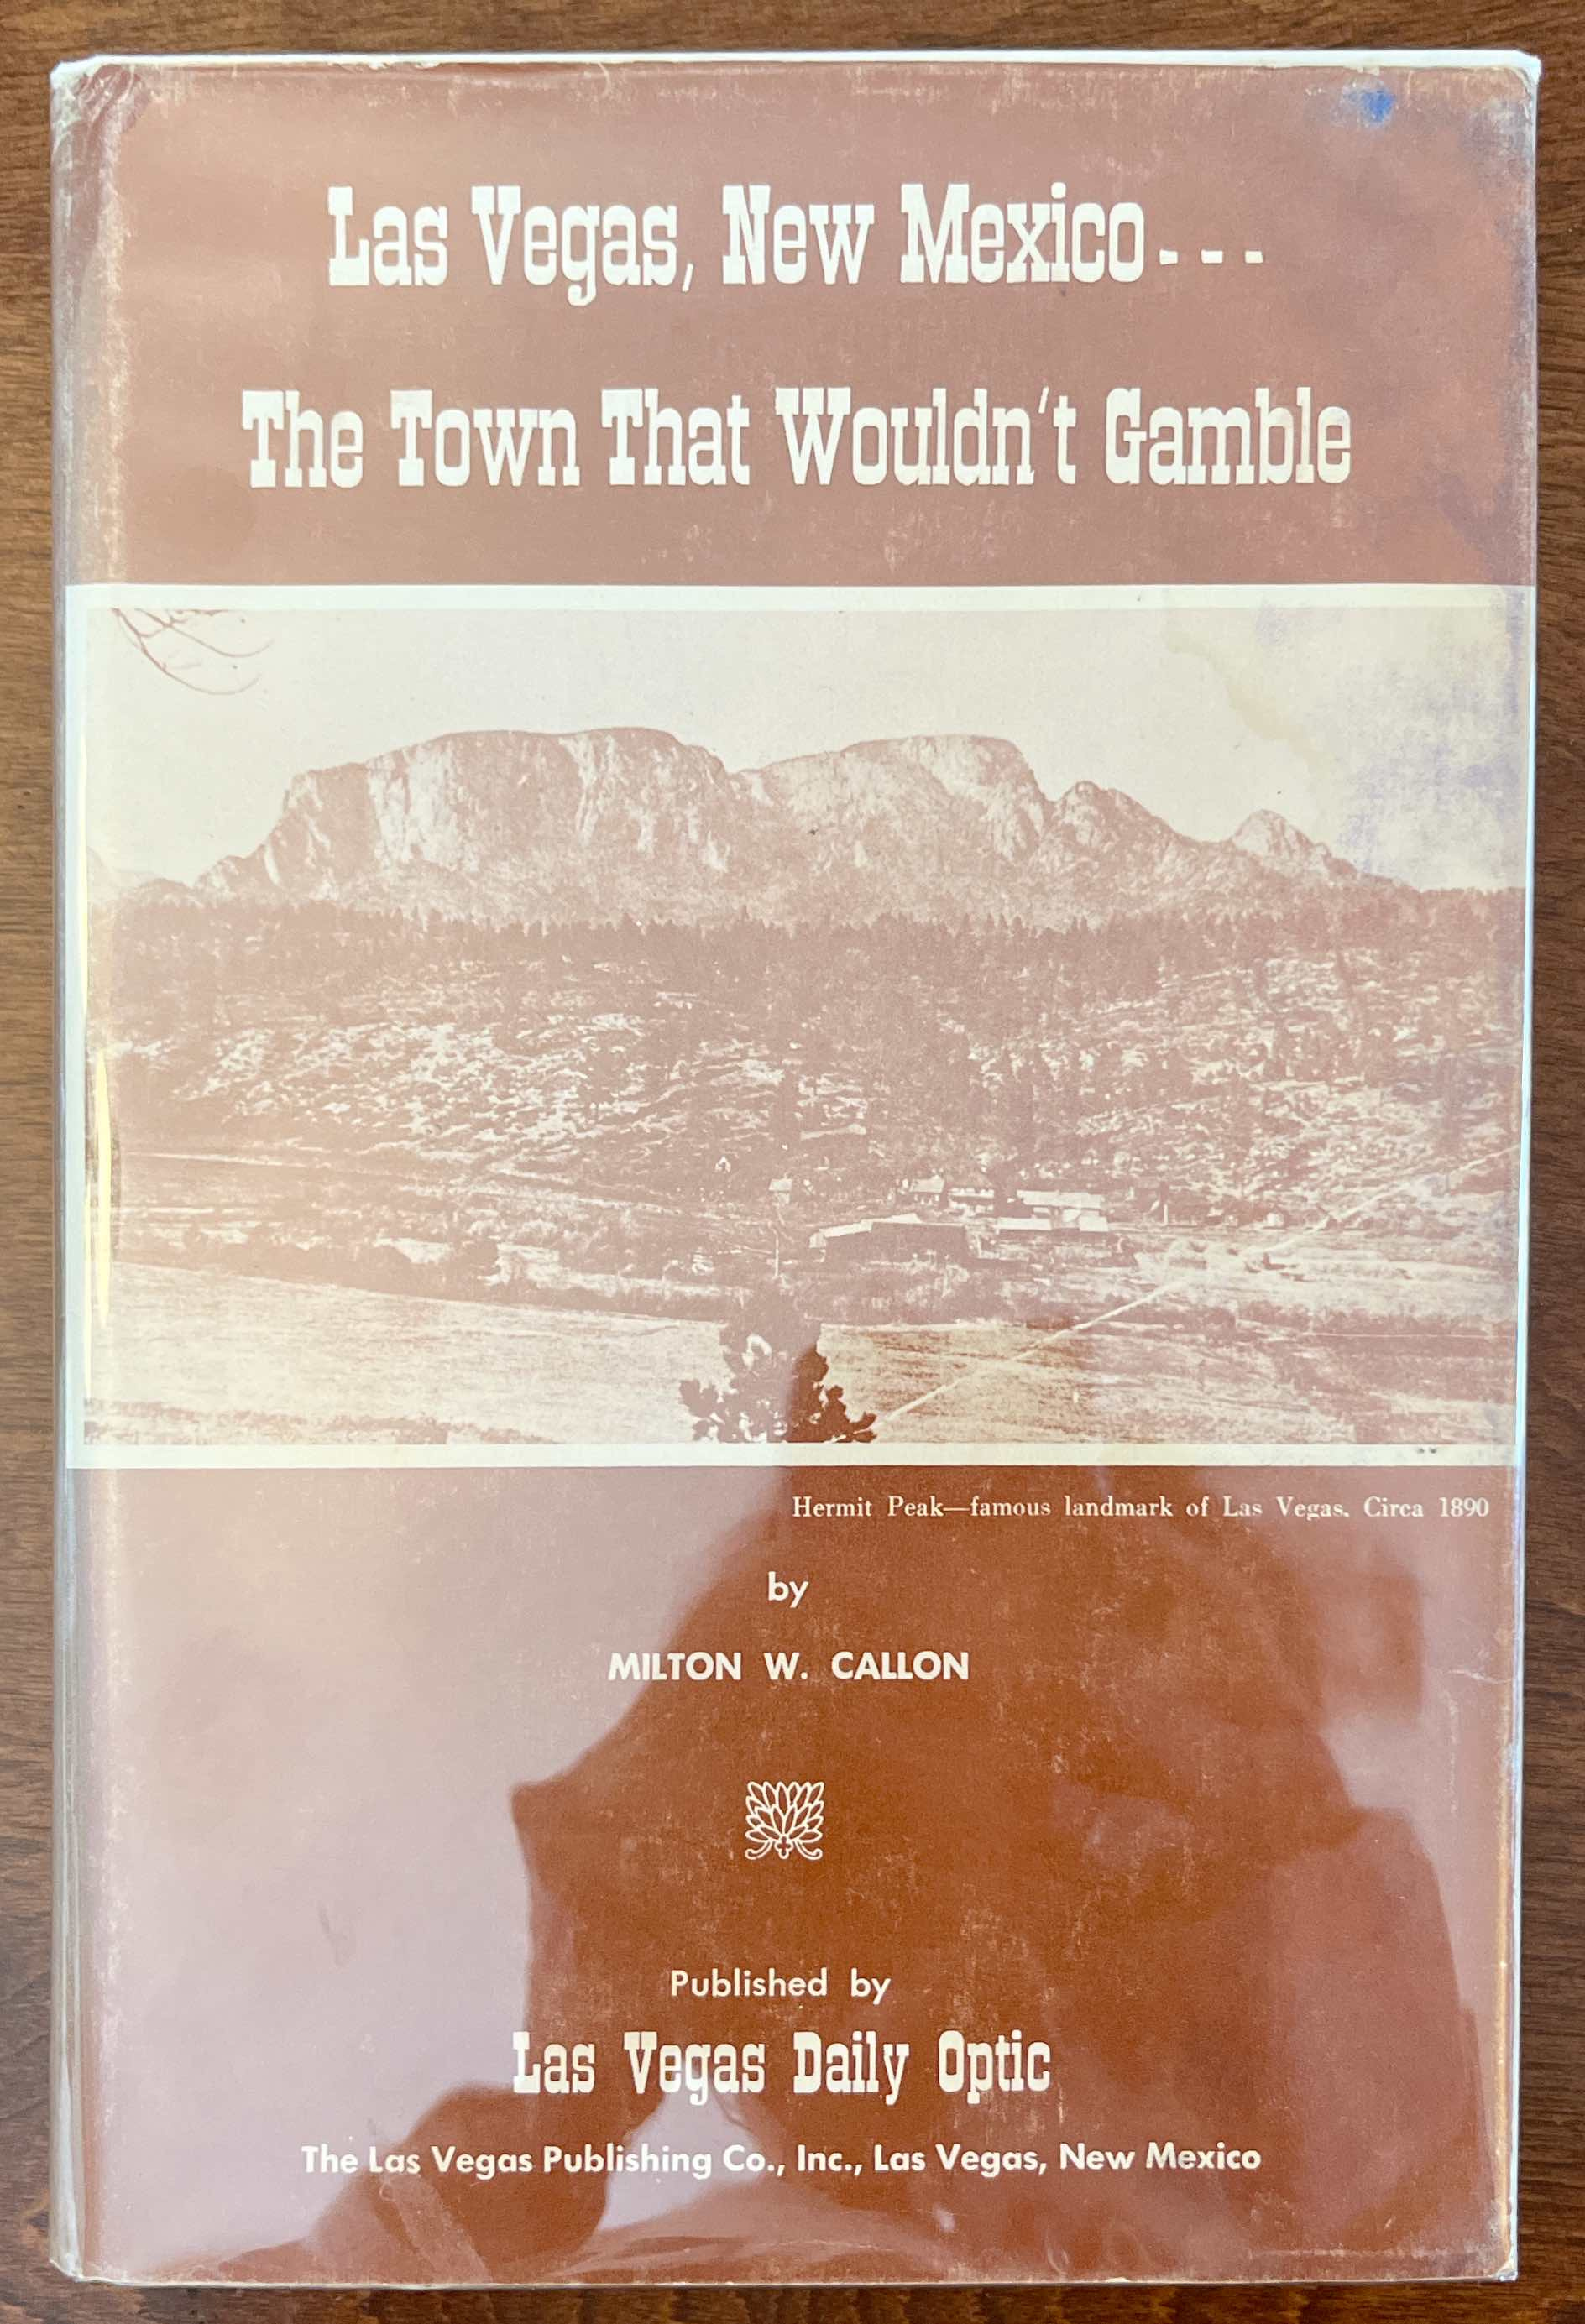 Las Vegas, New Mexico---
The Town That Wouldn't Gamble
Hermit Peak—famous landmark of Las Vegas. Circa 1890
by
MILTON W. CALLON
Published by
Las Vegas Daily Optic
The Las Vegas Publishing Co., Inc., Las Vegas, New Mexico